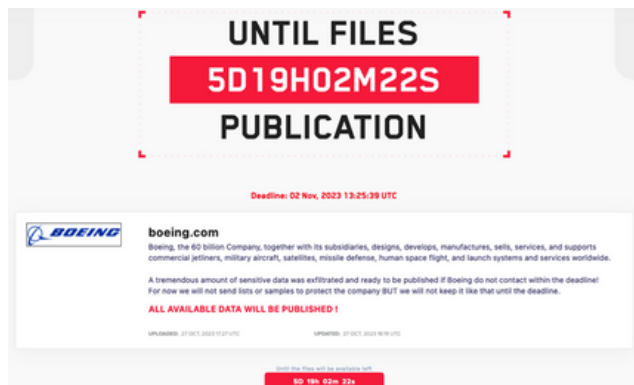 UNTIL FILES
5D19H02M22S
PUBLICATION
Deadline: 02 Nov, 2023 13:25:39 UTC
BOEING
boeing.com
Boeing, the 60 billion Company, together with its subsidiaries, designs, develops, manufactures, sells, services, and supports
commercial jetliners, military aircraft, satellites, missile defense, human space flight, and launch systems and services worldwide.
A tremendous amount of sensitive data was exfiltrated and ready to be published if Boeing do not contact within the deadline!
For now we will not send lists or samples to protect the company BUT we will not keep it like that until the deadline.
ALL AVAILABLE DATA WILL BE PUBLISHED !
UPLOADED: 27 OCT, 2023 17:27 UTC UPDATED: 27 OCT, 2023 18:19 UTC
Until the files will be available left
5D 19h 02m 22s